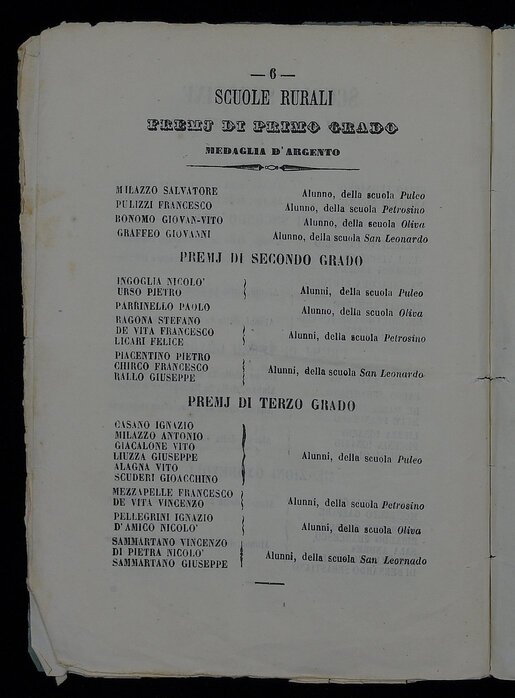 — 6 —
SCUOLE RURALI
PREMJ DI PRIMO GRADO
MEDAGLIA D'ARGENTO
MILAZZO SALVATORE Alunno, della scuola Puleo
PULIZZI FRANCESCO Alunno, della scuola Petrosino
BONOMO GIOVAN-VITO Alunno, della scuola Oliva
GRAFFEO GIOVANNI Alunno, della scuola San Leonardo
PREMJ DI SECONDO GRADO
INGOGLIA NICOLO'
URSO PIETRO Alunni, della scuola Puleo
PARRINELLO PAOLO Alunno, della scuola Oliva
RAGONA STEFANO
DE VITA FRANCESCO Alunni, della scuola Petrosino
LICARI FELICE
PIACENTINO PIETRO
CHIRCO FRANCESCO Alunni, della scuola San Leonardo
RALLO GIUSEPPE
PREMJ DI TERZO GRADO
CASANO IGNAZIO
MILAZZO ANTONIO
GIACALONE VITO
LIUZZA GIUSEPPE Alunni, della scuola Puleo
ALAGNA VITO
SCUDERI GIOACCHINO
MEZZAPELLE FRANCESCO
DE VITA VINCENZO Alunni, della scuola Petrosino
PELLEGRINI IGNAZIO
D'AMICO NICOLO' Alunni, della scuola Oliva
SAMMARTANO VINCENZO
DI PIETRA NICOLO' Alunni, della scuola San Leornado
SAMMARTANO GIUSEPPE